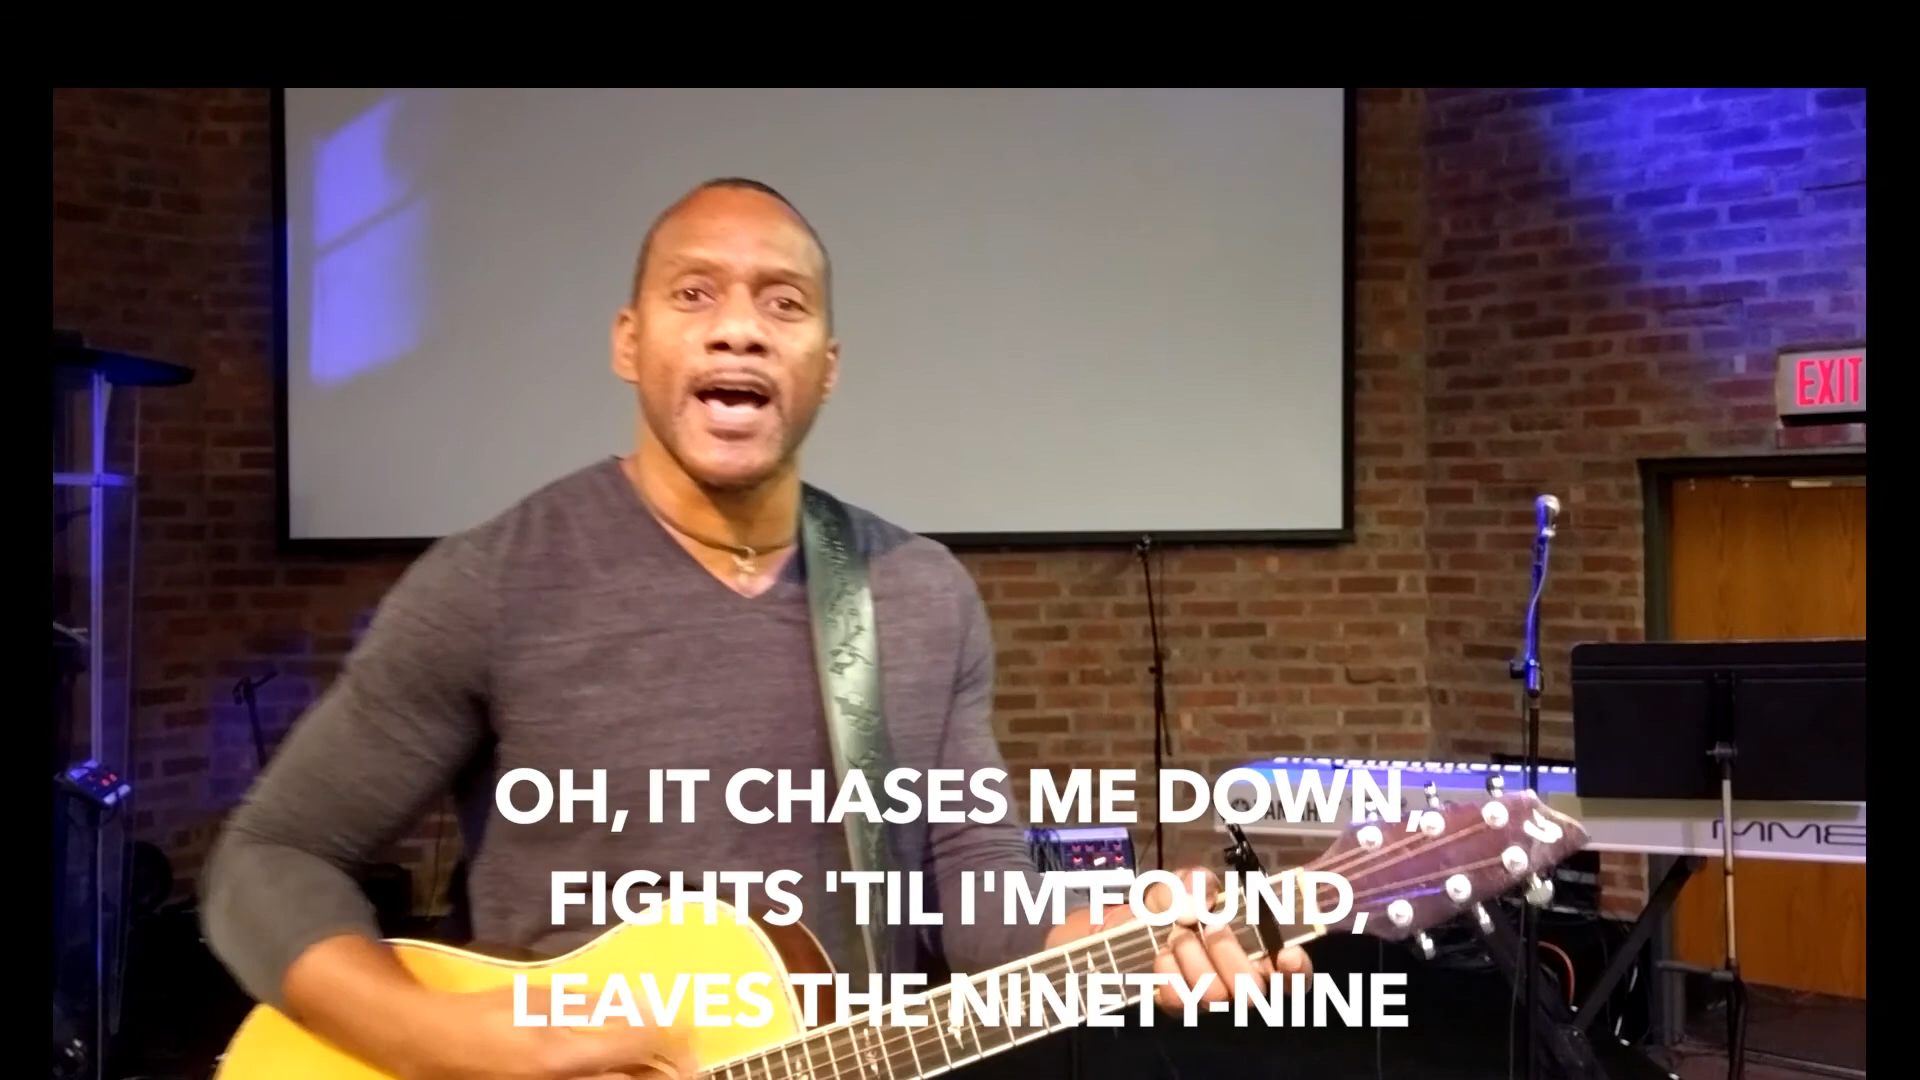 EXIT
OH, IT CHASES ME DOWN,
FIGHTS 'TIL I'M FOUND,
LEAVES THE NINETY-NINE